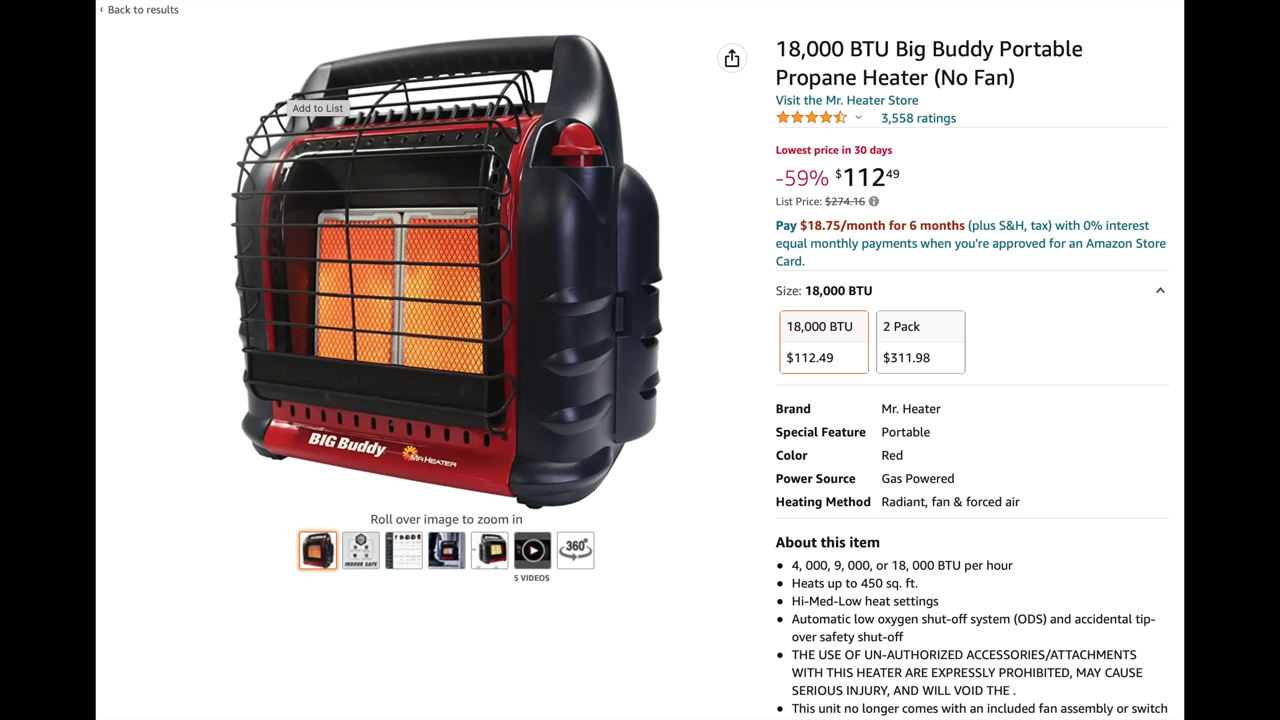 ‹ Back to results
Add to List
BIG Buddy
MR.HEATER
Roll over image to zoom in
INDOOR SAFE
360°
5 VIDEOS
18,000 BTU Big Buddy Portable
Propane Heater (No Fan)
Visit the Mr. Heater Store
3,558 ratings
Lowest price in 30 days
-59% $112 49
List Price: $274.16
Pay $18.75/month for 6 months (plus S&H, tax) with 0% interest
equal monthly payments when you're approved for an Amazon Store
Card.
Size: 18,000 BTU
18,000 BTU 2 Pack
$112.49 $311.98
Brand Mr. Heater
Special Feature Portable
Color Red
Power Source Gas Powered
Heating Method Radiant, fan & forced air
About this item
• 4, 000, 9, 000, or 18, 000 BTU per hour
• Heats up to 450 sq. ft.
• Hi-Med-Low heat settings
• Automatic low oxygen shut-off system (ODS) and accidental tip-
over safety shut-off
• THE USE OF UN-AUTHORIZED ACCESSORIES/ATTACHMENTS
WITH THIS HEATER ARE EXPRESSLY PROHIBITED, MAY CAUSE
SERIOUS INJURY, AND WILL VOID THE .
• This unit no longer comes with an included fan assembly or switch